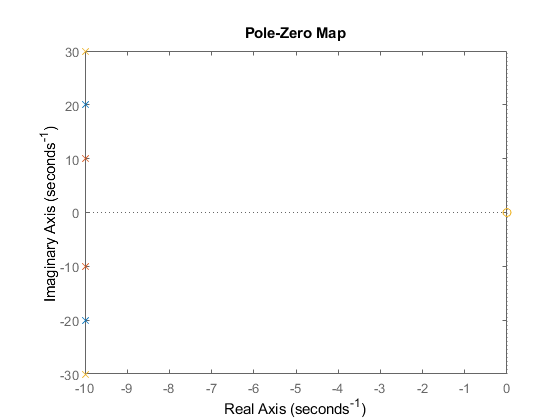 Pole-Zero Map
30
20
10
0
-10
-20
-30
Imaginary Axis (seconds⁻¹)
-10 -9 -8 -7 -6 -5 -4 -3 -2 -1 0
Real Axis (seconds⁻¹)